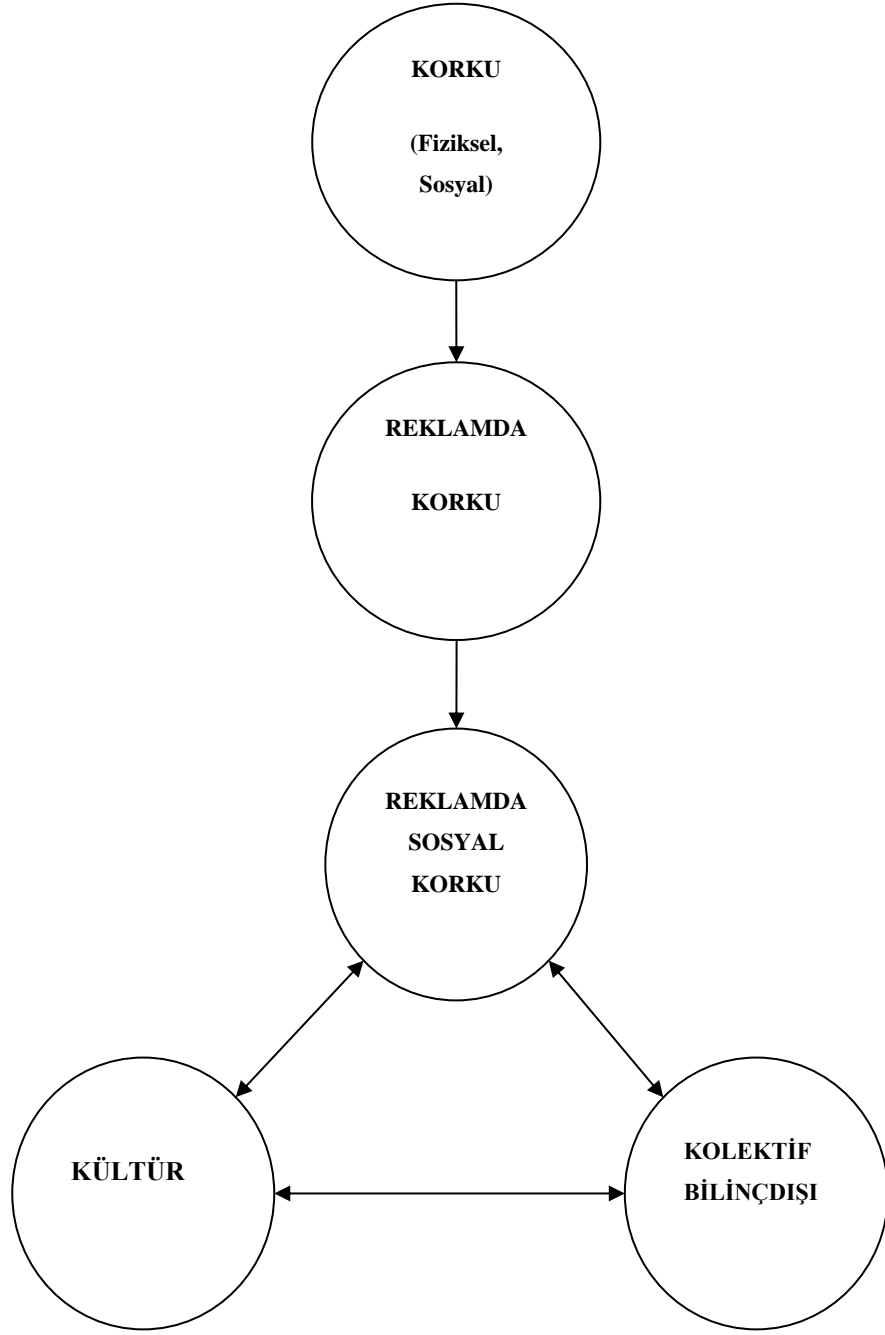 KORKU
(Fiziksel,
Sosyal)
REKLAMDA
KORKU
REKLAMDA
SOSYAL
KORKU
KÜLTÜR
KOLEKTİF
BİLİNÇDIŞI